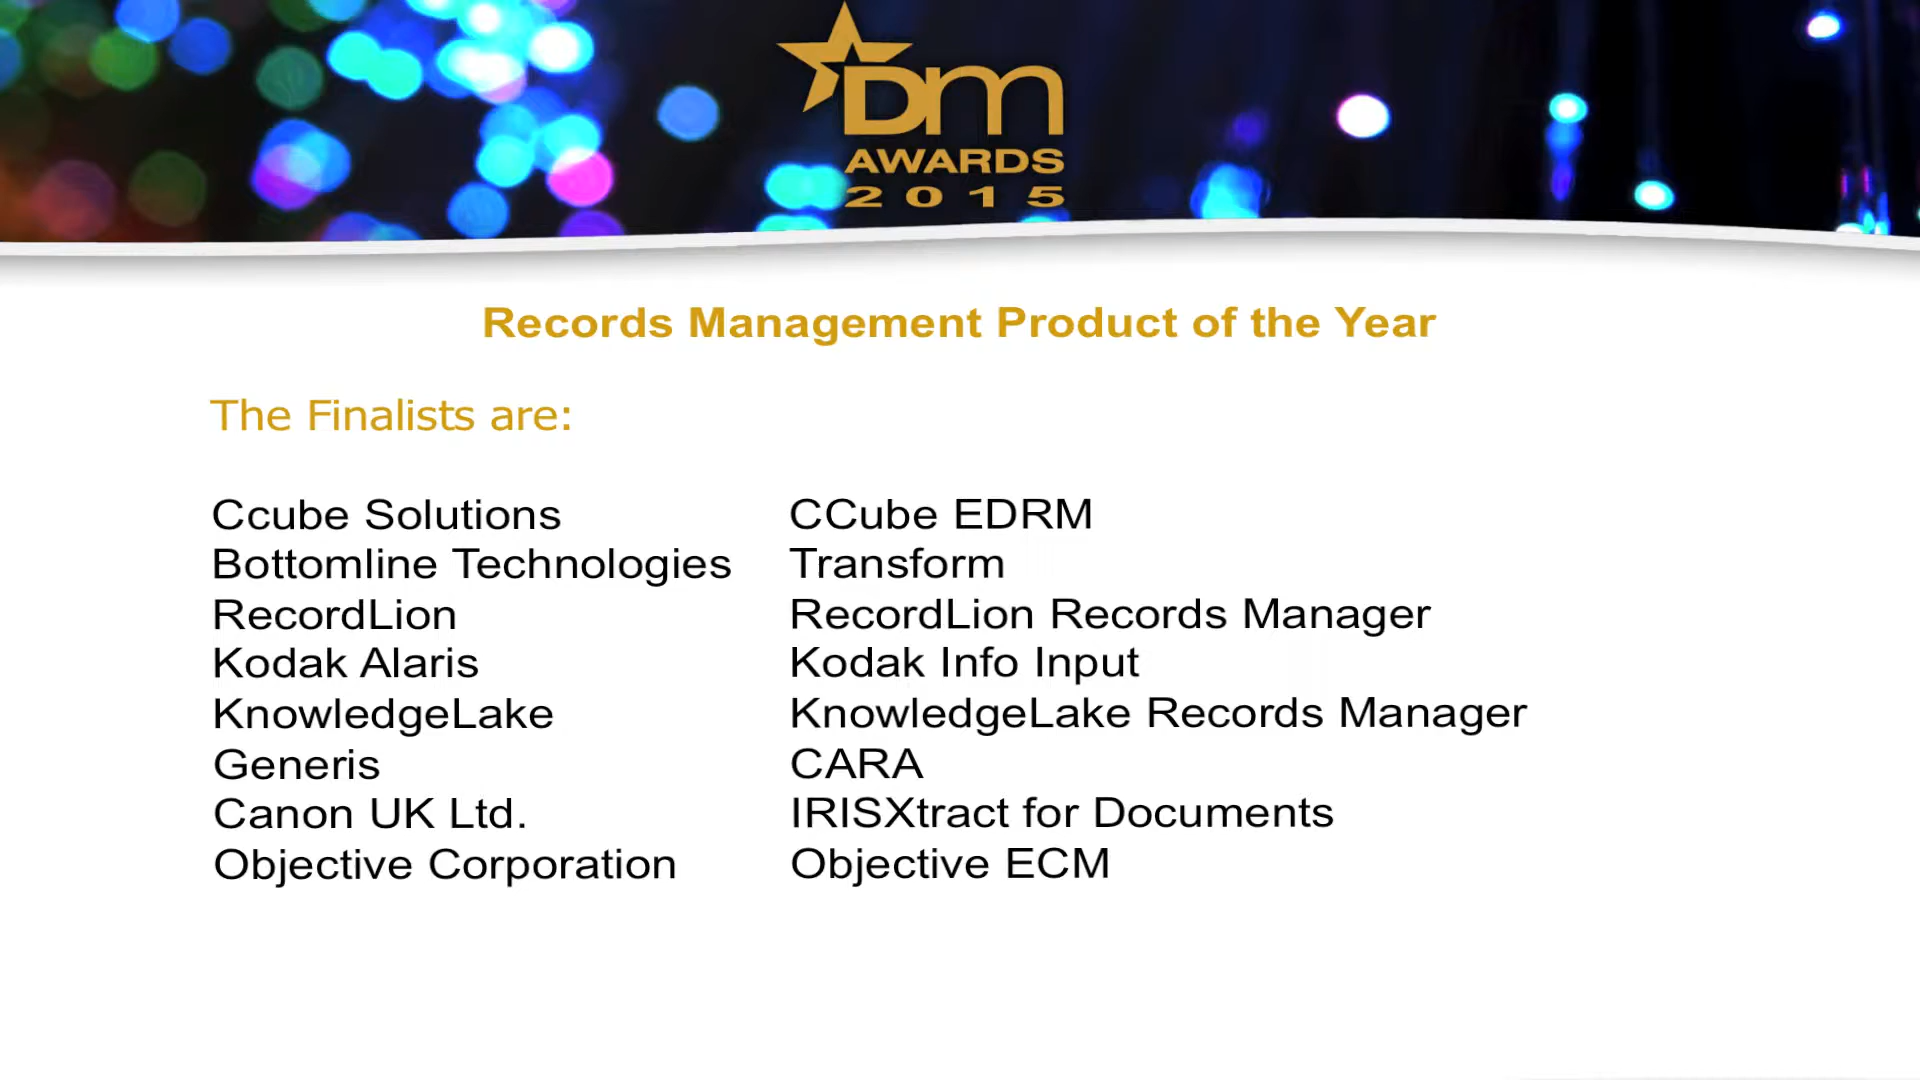 Dm
AWARDS
2015
Records Management Product of the Year
The Finalists are:
Ccube Solutions CCube EDRM
Bottomline Technologies Transform
RecordLion RecordLion Records Manager
Kodak Alaris Kodak Info Input
KnowledgeLake KnowledgeLake Records Manager
Generis CARA
Canon UK Ltd. IRISXtract for Documents
Objective Corporation Objective ECM